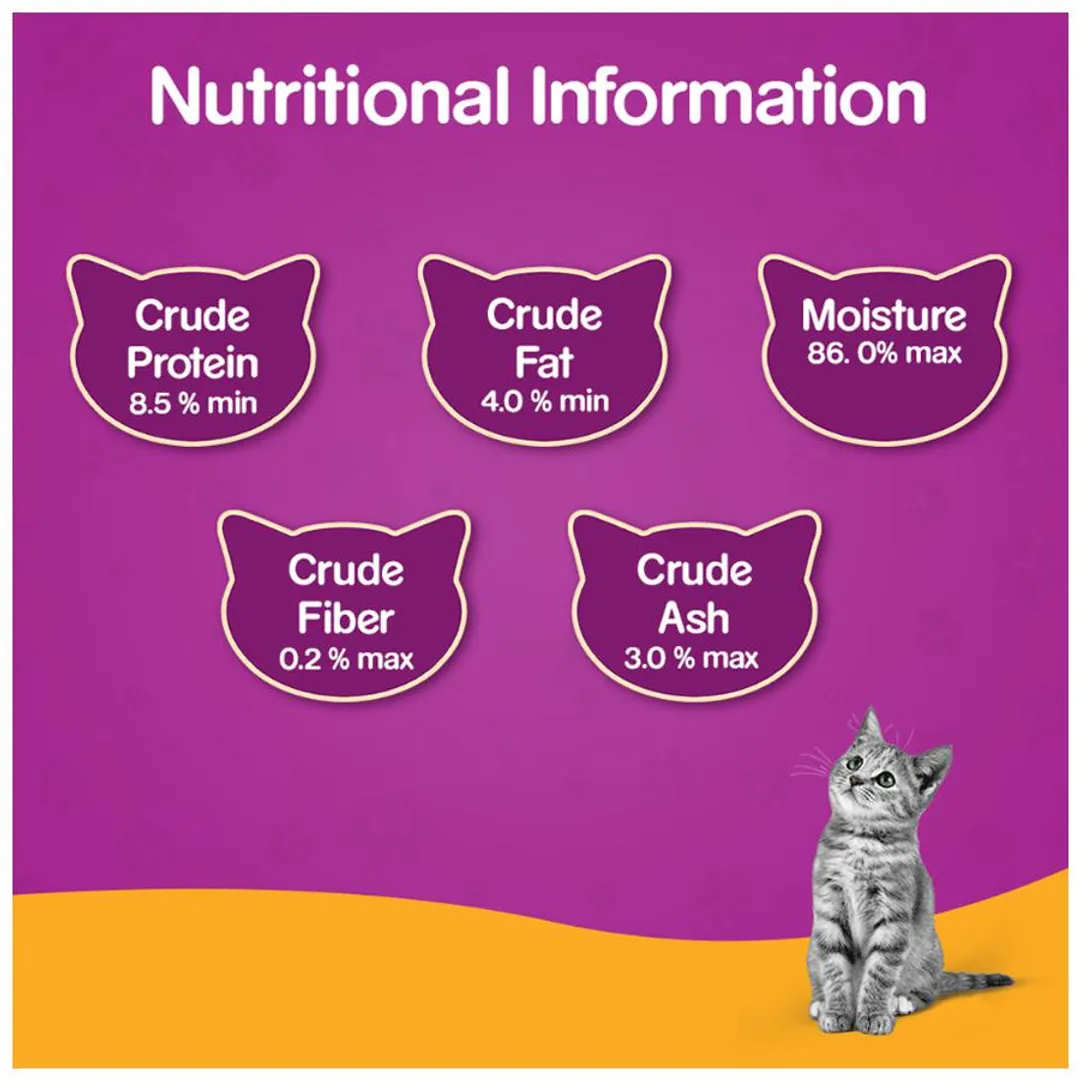 Nutritional Information
Crude
Protein
8.5 % min
Crude
Fat
4.0 % min
Moisture
86. 0% max
Crude
Fiber
0.2 % max
Crude
Ash
3.0 % max